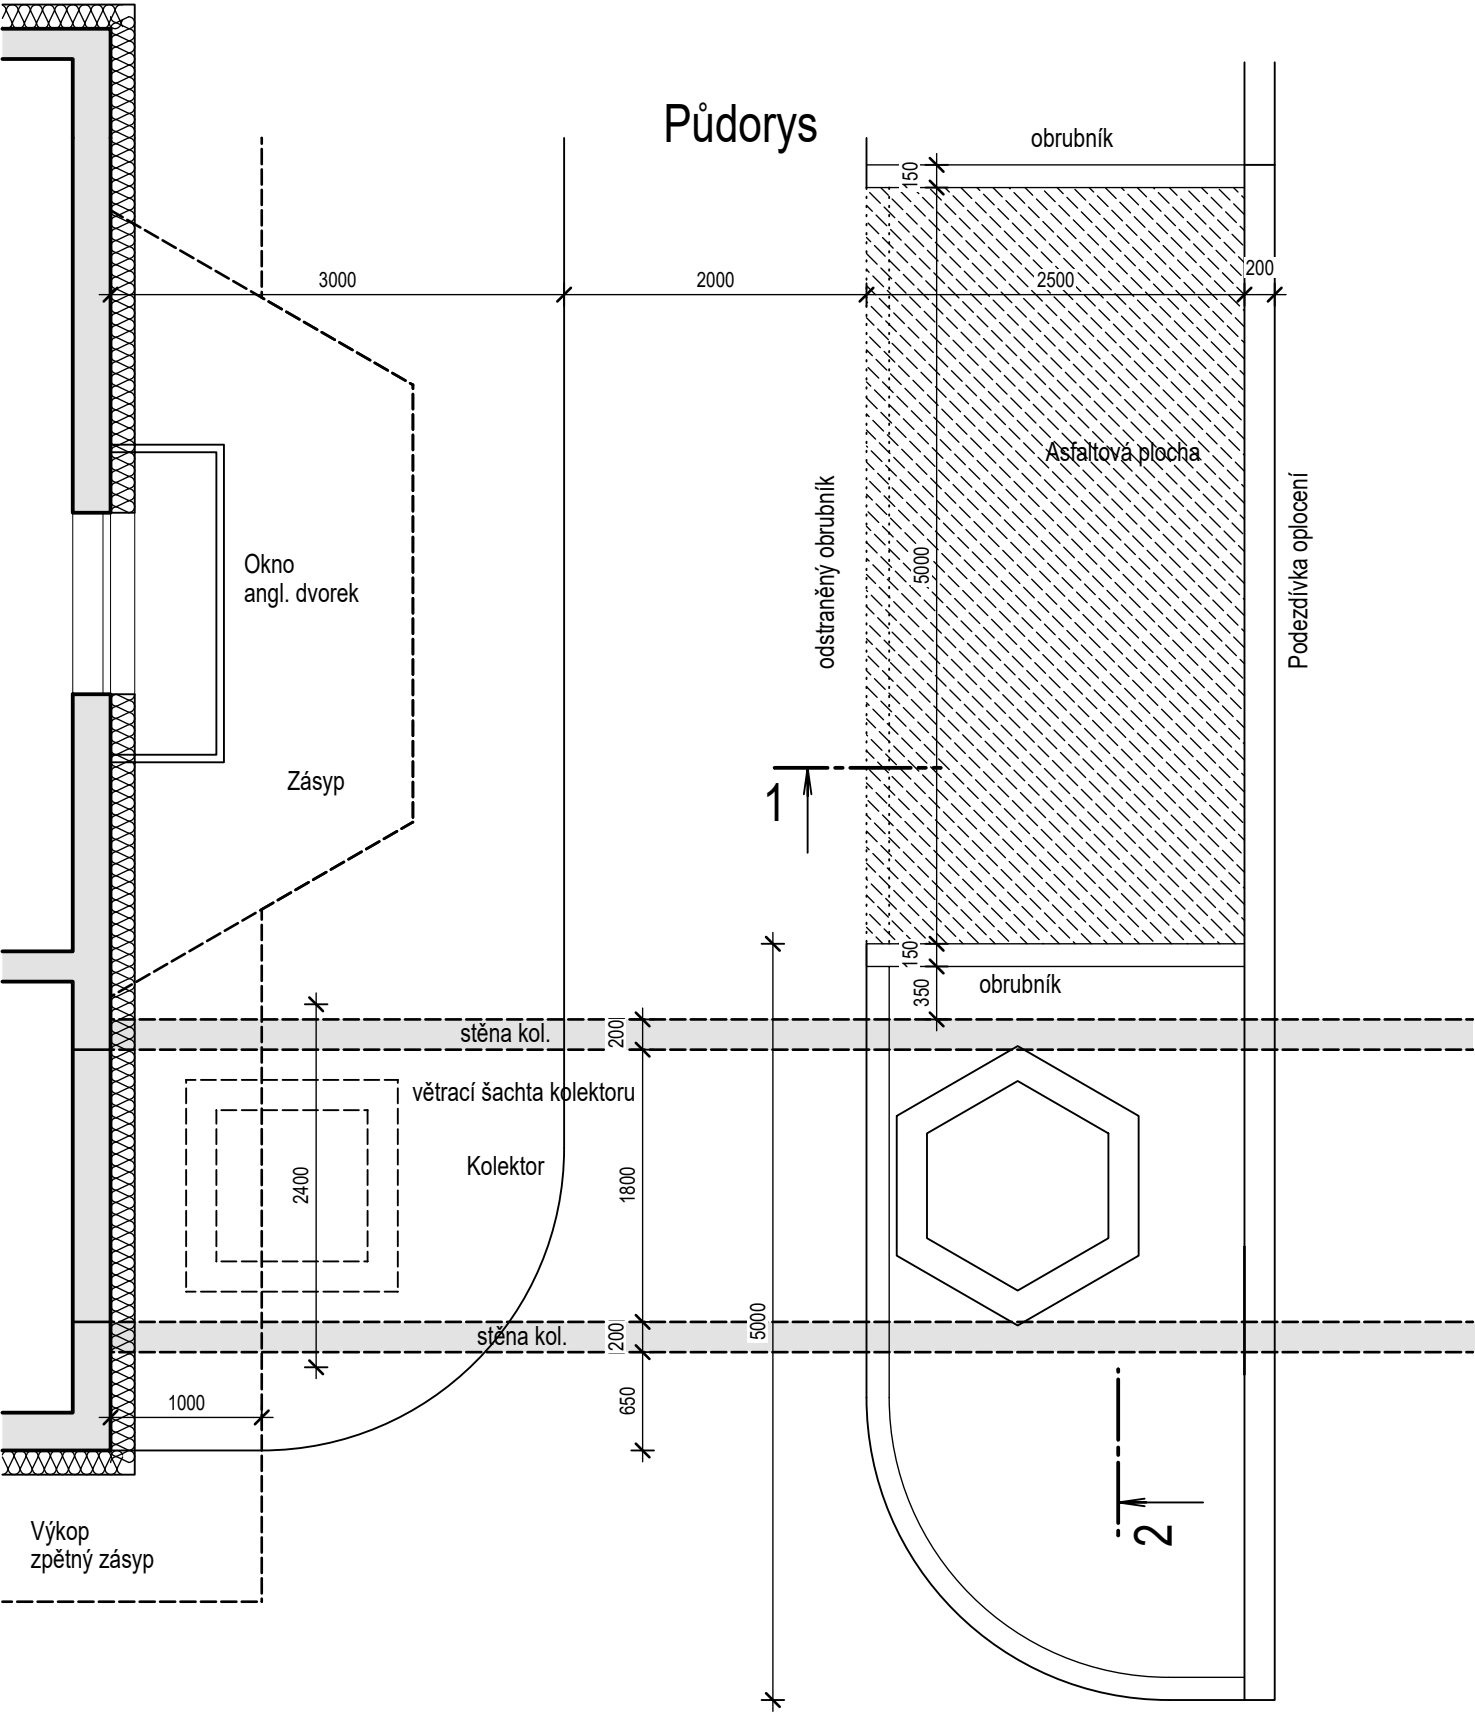 Půdorys
obrubník
150
3000
2000
2500
200
Asfaltová plocha
odstraněný obrubník
Podezdívka oplocení
5000
Okno
angl. dvorek
Zásyp
1
150
350
obrubník
stěna kol.
200
větrací šachta kolektoru
Kolektor
2400
1800
5000
stěna kol.
200
1000
650
2
Výkop
zpětný zásyp